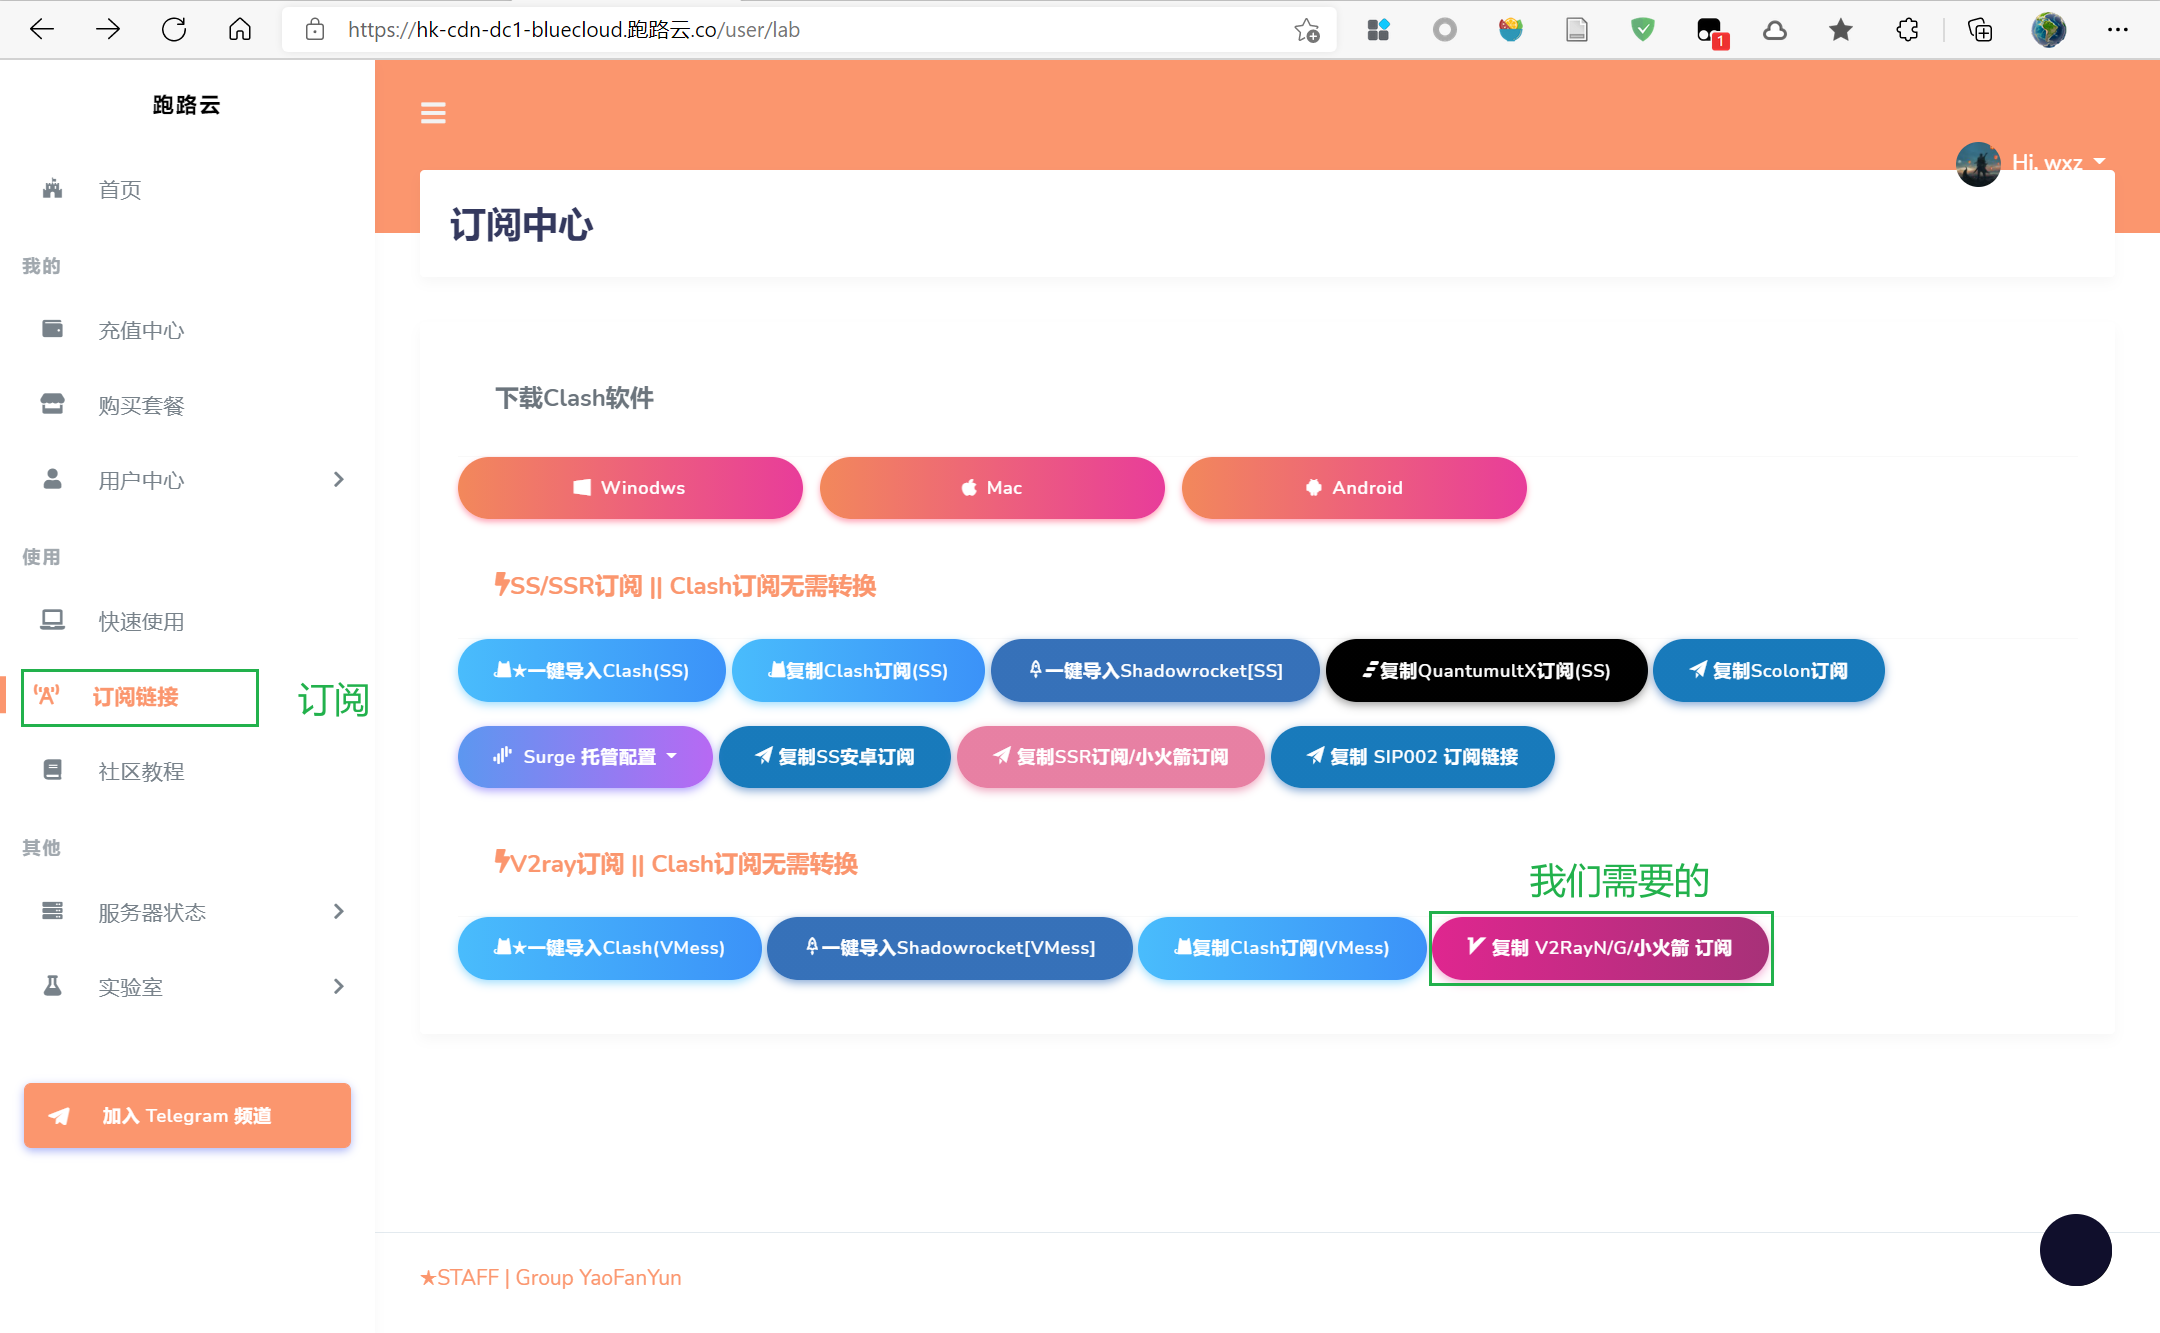 https://hk-cdn-dc1-bluecloud.跑路云.co/user/lab
1
跑路云
首页
我的
充值中心
购买套餐
用户中心
使用
快速使用
订阅链接
订阅
社区教程
其他
服务器状态
实验室
加入 Telegram 频道
Hi, wxz
订阅中心
下载Clash软件
Winodws
Mac
Android
SS/SSR订阅 || Clash订阅无需转换
★一键导入Clash(SS)
复制Clash订阅(SS)
一键导入Shadowrocket[SS]
复制QuantumultX订阅(SS)
复制Scolon订阅
Surge 托管配置
复制SS安卓订阅
复制SSR订阅/小火箭订阅
复制 SIP002 订阅链接
V2ray订阅 || Clash订阅无需转换
我们需要的
★一键导入Clash(VMess)
一键导入Shadowrocket[VMess]
复制Clash订阅(VMess)
复制 V2RayN/G/小火箭 订阅
★STAFF | Group YaoFanYun